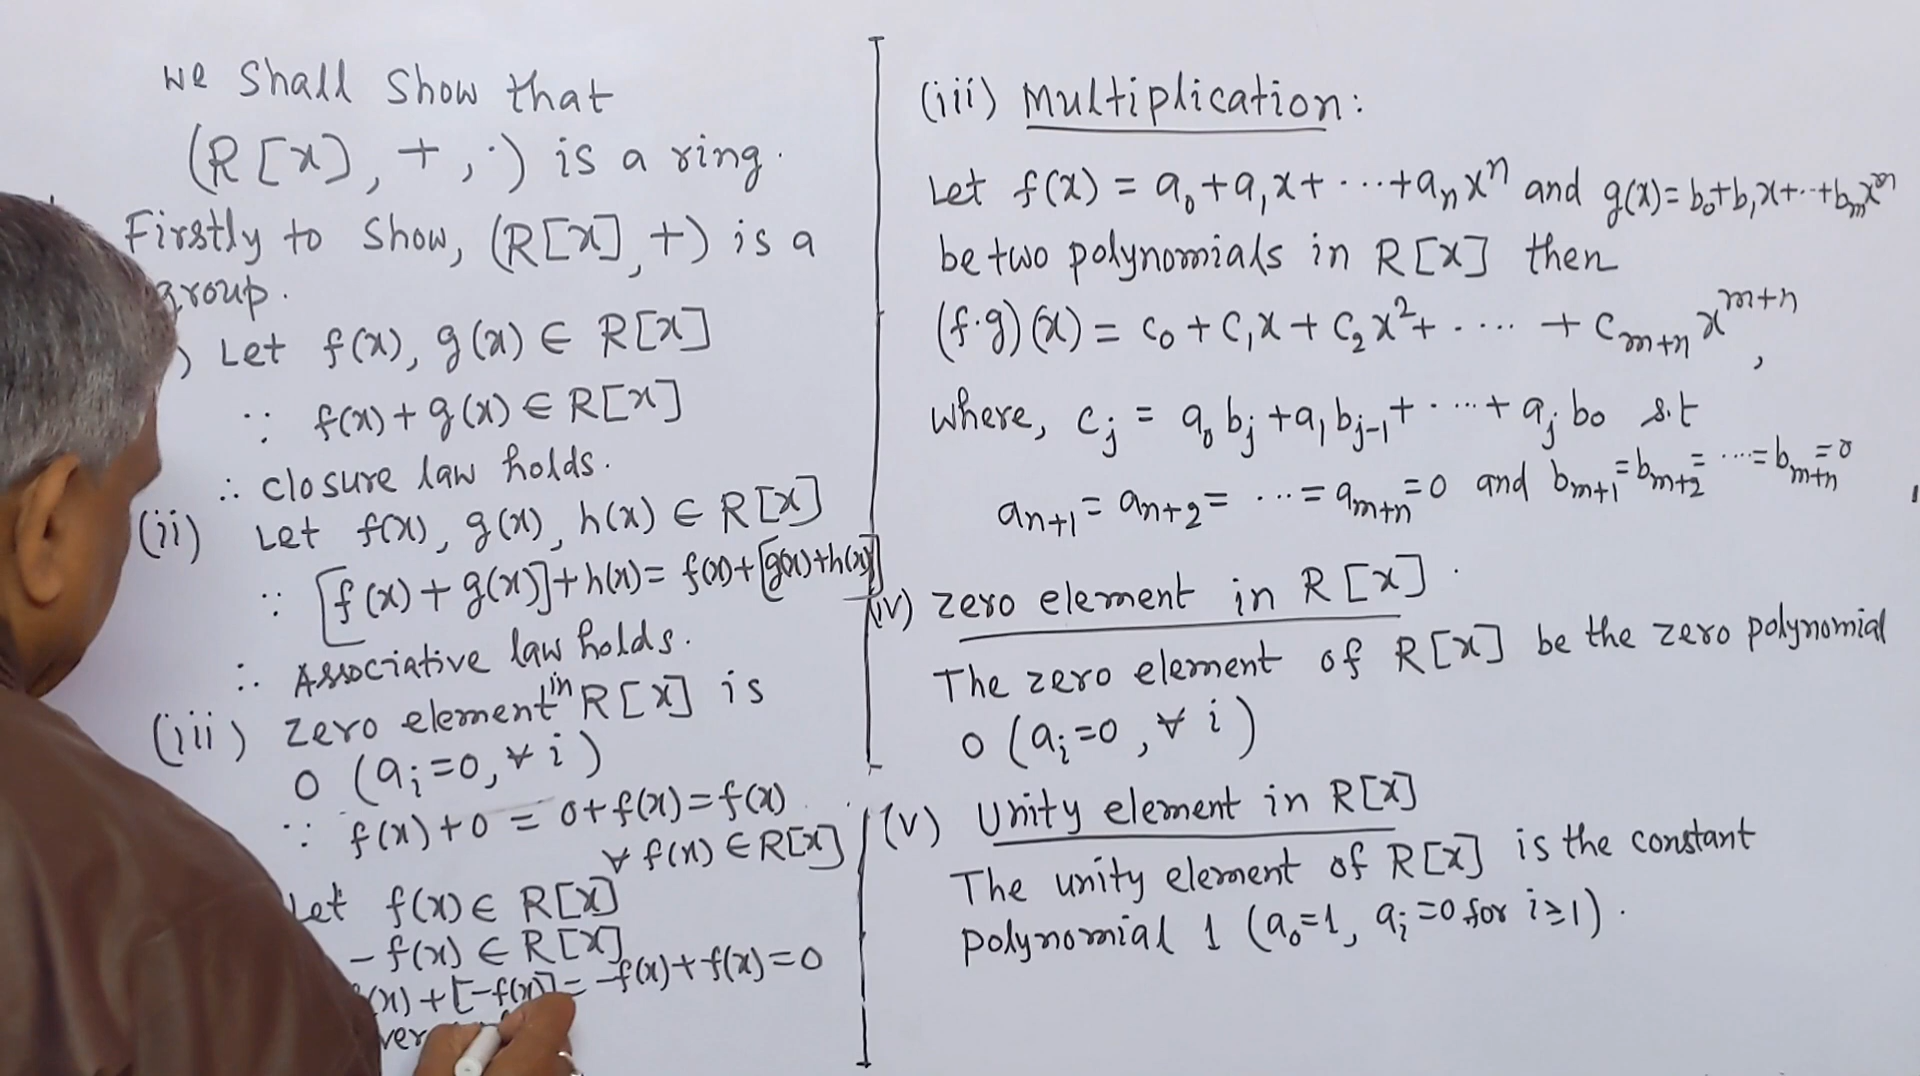 we shall show that
(R[x], +, ·) is a ring.
Firstly to show, (R[x], +) is a
group.
) Let f(x), g(x) ∈ R[x]
∵ f(x) + g(x) ∈ R[x]
∴ closure law holds.
(ii) Let f(x), g(x), h(x) ∈ R[x]
∵ [f(x) + g(x)] + h(x) = f(x) + [g(x) + h(x)]
∴ Associative law holds.
(iii) zero element in R[x] is
0 (aᵢ = 0, ∀ i)
∵ f(x) + 0 = 0 + f(x) = f(x)
∀ f(x) ∈ R[x]
Let f(x) ∈ R[x]
- f(x) ∈ R[x]
(x) + [-f(x)] = -f(x) + f(x) = 0
(iii) Multiplication:
Let f(x) = a₀ + a₁x + ··· + aₙxⁿ and g(x) = b₀ + b₁x + ··· + bₘxᵐ
be two polynomials in R[x] then
(f·g)(x) = c₀ + c₁x + c₂x² + ···· + cₘ₊ₙ xᵐ⁺ⁿ,
where, cⱼ = a₀bⱼ + a₁bⱼ₋₁ + ···· + aⱼb₀ s.t
aₙ₊₁ = aₙ₊₂ = ··· = aₘ₊ₙ = 0 and bₘ₊₁ = bₘ₊₂ = ···· = bₘ₊ₙ = 0
(iv) zero element in R[x].
The zero element of R[x] be the zero polynomial
0 (aᵢ = 0, ∀ i)
(v) Unity element in R[x]
The unity element of R[x] is the constant
polynomial 1 (a₀ = 1, aᵢ = 0 for i ≥ 1).